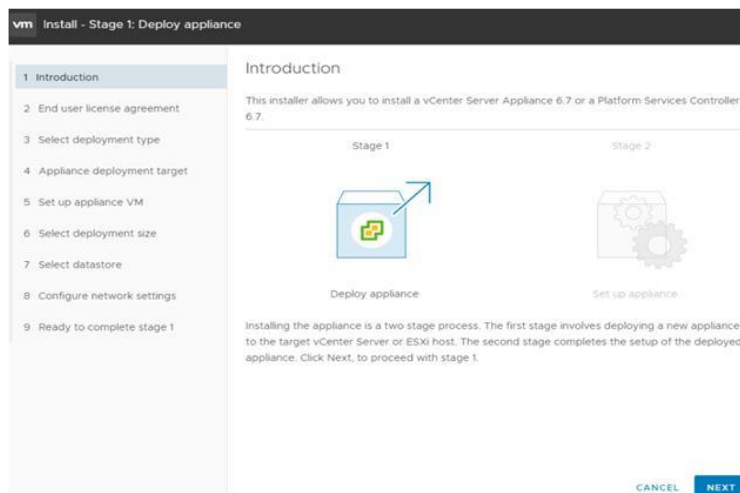 vm Install - Stage 1: Deploy appliance
1 Introduction
2 End user license agreement
3 Select deployment type
4 Appliance deployment target
5 Set up appliance VM
6 Select deployment size
7 Select datastore
8 Configure network settings
9 Ready to complete stage 1
Introduction
This installer allows you to install a vCenter Server Appliance 6.7 or a Platform Services Controller
6.7.
Stage 1
Stage 2
Deploy appliance
Set up appliance
Installing the appliance is a two stage process. The first stage involves deploying a new appliance
to the target vCenter Server or ESXi host. The second stage completes the setup of the deployed
appliance. Click Next, to proceed with stage 1.
CANCEL
NEXT